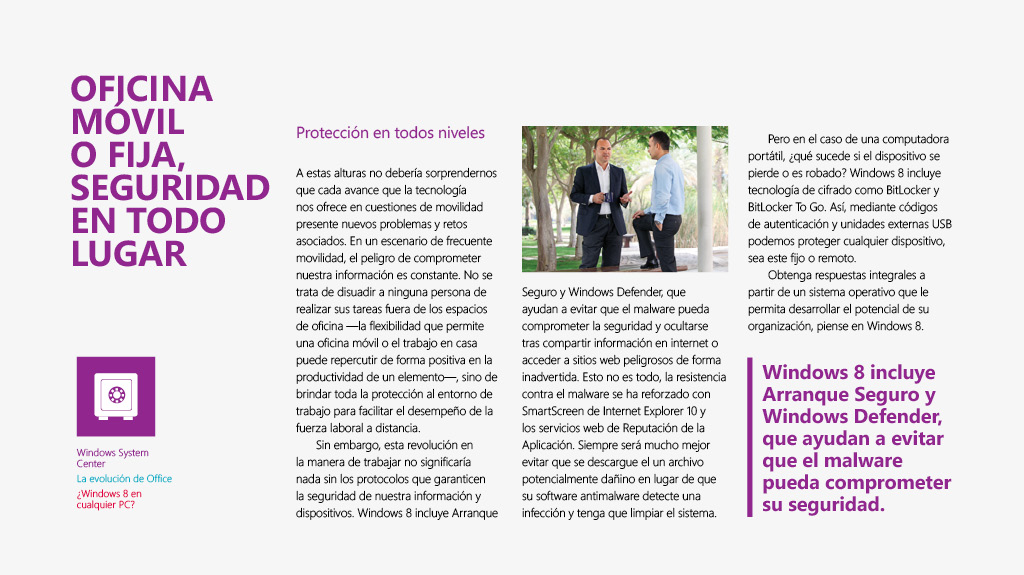 OFICINA
MÓVIL
O FIJA,
SEGURIDAD
EN TODO
LUGAR
Windows System
Center
La evolución de Office
¿Windows 8 en
cualquier PC?
Protección en todos niveles
A estas alturas no debería sorprendernos
que cada avance que la tecnología
nos ofrece en cuestiones de movilidad
presente nuevos problemas y retos
asociados. En un escenario de frecuente
movilidad, el peligro de comprometer
nuestra información es constante. No se
trata de disuadir a ninguna persona de
realizar sus tareas fuera de los espacios
de oficina —la flexibilidad que permite
una oficina móvil o el trabajo en casa
puede repercutir de forma positiva en la
productividad de un elemento—, sino de
brindar toda la protección al entorno de
trabajo para facilitar el desempeño de la
fuerza laboral a distancia.
Sin embargo, esta revolución en
la manera de trabajar no significaría
nada sin los protocolos que garanticen
la seguridad de nuestra información y
dispositivos. Windows 8 incluye Arranque
Seguro y Windows Defender, que
ayudan a evitar que el malware pueda
comprometer la seguridad y ocultarse
tras compartir información en internet o
acceder a sitios web peligrosos de forma
inadvertida. Esto no es todo, la resistencia
contra el malware se ha reforzado con
SmartScreen de Internet Explorer 10 y
los servicios web de Reputación de la
Aplicación. Siempre será mucho mejor
evitar que se descargue el un archivo
potencialmente dañino en lugar de que
su software antimalware detecte una
infección y tenga que limpiar el sistema.
Pero en el caso de una computadora
portátil, ¿qué sucede si el dispositivo se
pierde o es robado? Windows 8 incluye
tecnología de cifrado como BitLocker y
BitLocker To Go. Así, mediante códigos
de autenticación y unidades externas USB
podemos proteger cualquier dispositivo,
sea este fijo o remoto.
Obtenga respuestas integrales a
partir de un sistema operativo que le
permita desarrollar el potencial de su
organización, piense en Windows 8.
Windows 8 incluye
Arranque Seguro y
Windows Defender,
que ayudan a evitar
que el malware
pueda comprometer
su seguridad.